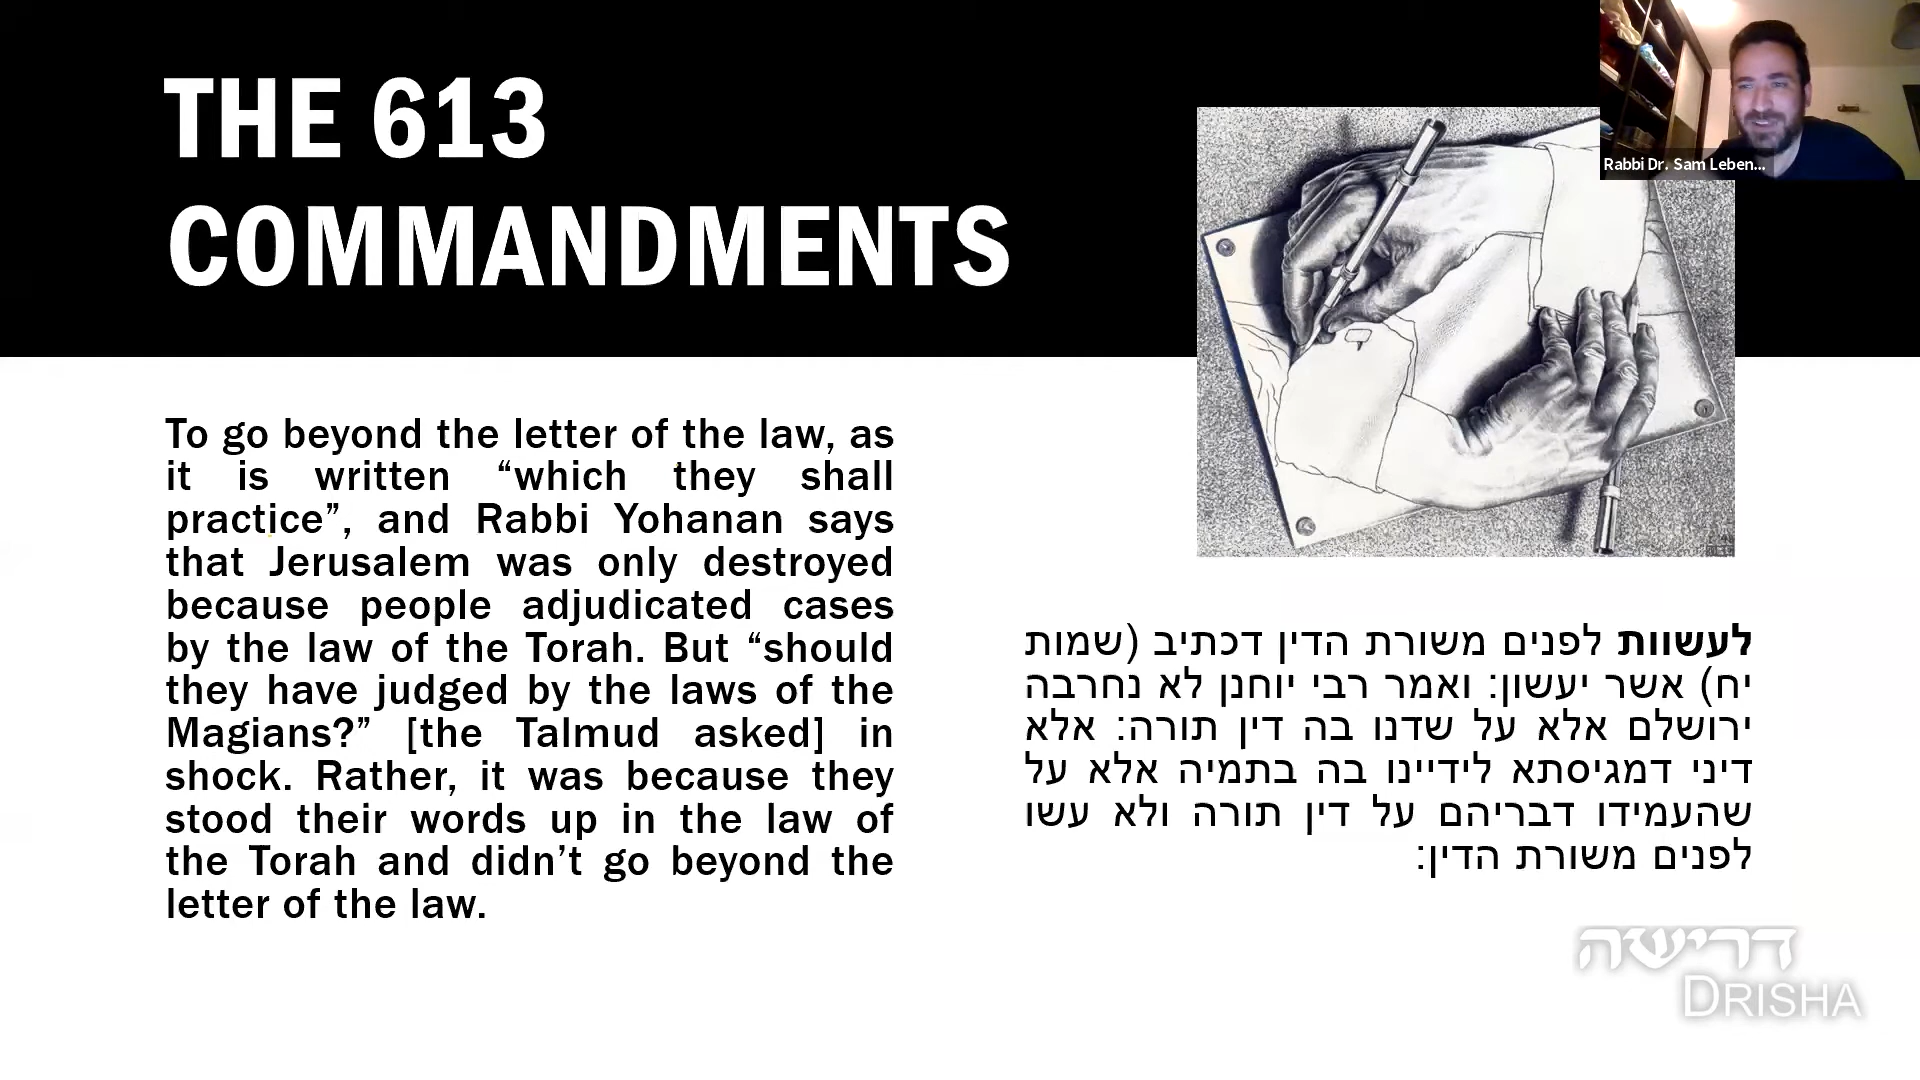 THE 613
COMMANDMENTS
Rabbi Dr. Sam Leben...
To go beyond the letter of the law, as
it is written “which they shall
practice”, and Rabbi Yohanan says
that Jerusalem was only destroyed
because people adjudicated cases
by the law of the Torah. But “should
they have judged by the laws of the
Magians?” [the Talmud asked] in
shock. Rather, it was because they
stood their words up in the law of
the Torah and didn’t go beyond the
letter of the law.
לעשוות לפנים משורת הדין דכתיב (שמות
יח) אשר יעשון: ואמר רבי יוחנן לא נחרבה
ירושלם אלא על שדנו בה דין תורה: אלא
דיני דמגיסתא לידיינו בה בתמיה אלא על
שהעמידו דבריהם על דין תורה ולא עשו
לפנים משורת הדין:
דרישה
DRISHA